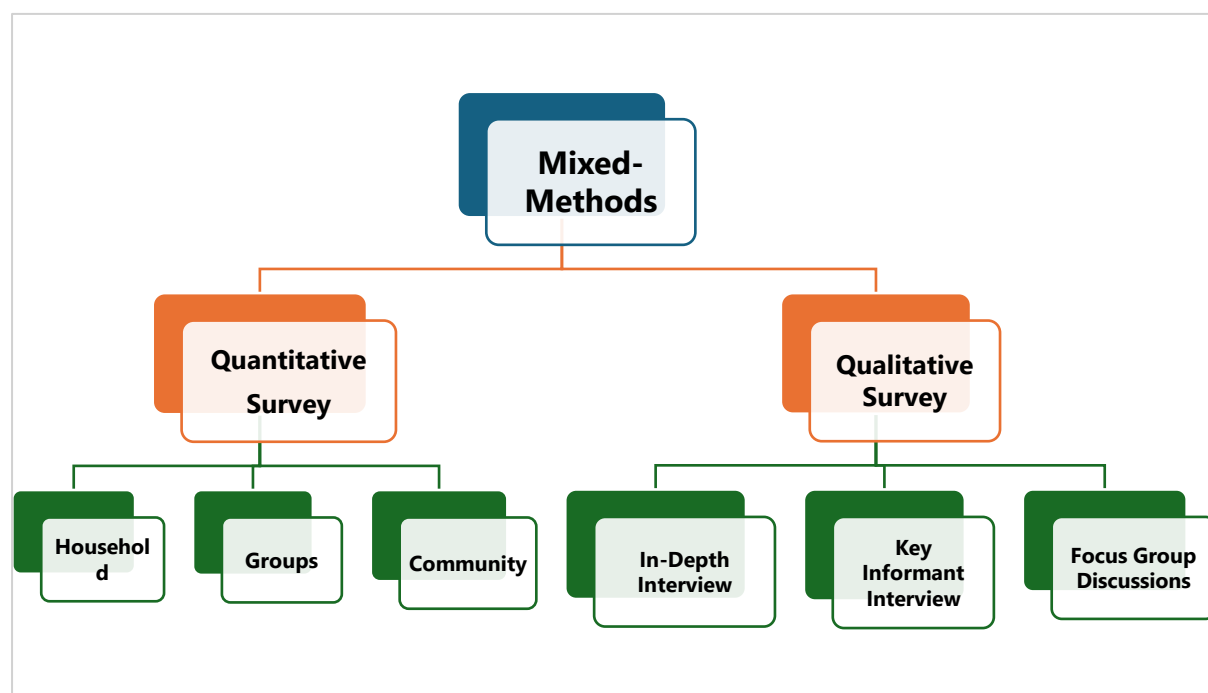 Mixed-
Methods
Quantitative
Survey
Qualitative
Survey
Househol
d
Groups
Community
In-Depth
Interview
Key
Informant
Interview
Focus Group
Discussions